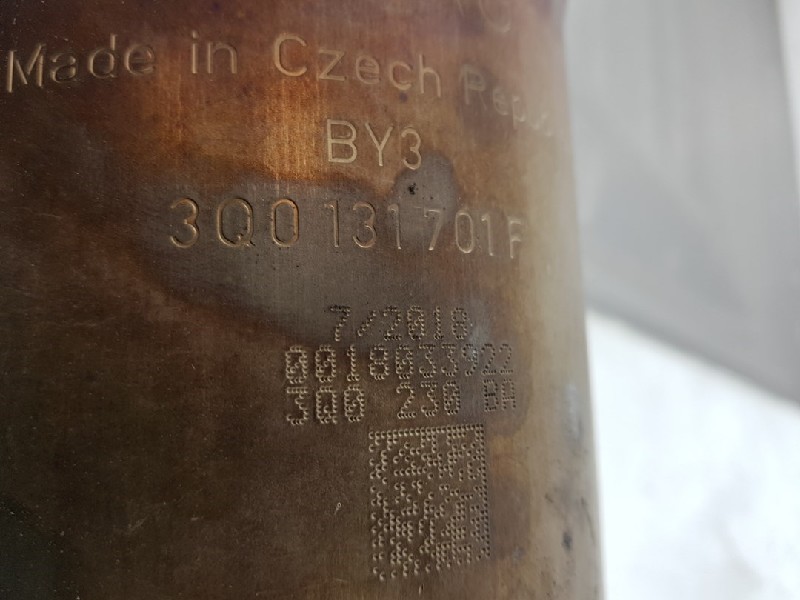 Made in Czech
BY3
3Q0 131 701 F
7/2018
0018033922
3Q0 230 BA